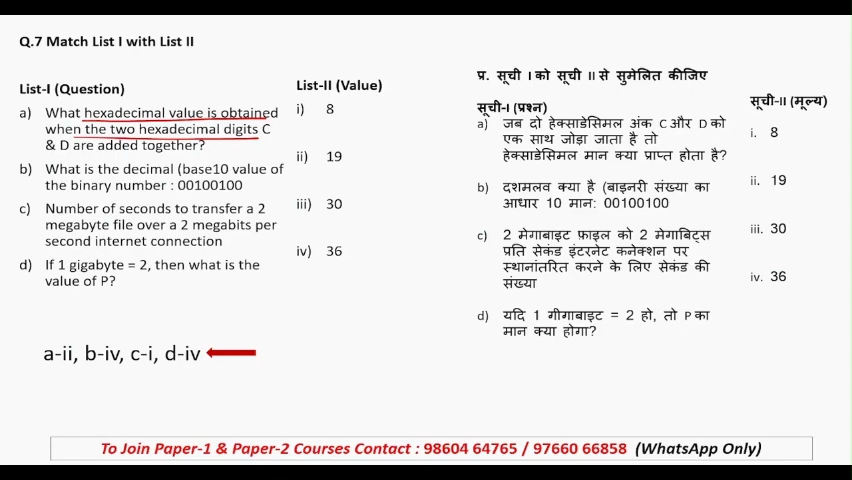 Q.7 Match List I with List II
List-I (Question)
List-II (Value)
a) What hexadecimal value is obtained
when the two hexadecimal digits C
& D are added together?
i) 8
b) What is the decimal (base10 value of
the binary number : 00100100
ii) 19
c) Number of seconds to transfer a 2
megabyte file over a 2 megabits per
second internet connection
iii) 30
d) If 1 gigabyte = 2, then what is the
value of P?
iv) 36
a-ii, b-iv, c-i, d-iv
प्र. सूची I को सूची II से सुमेलित कीजिए
सूची-I (प्रश्न)
सूची-II (मूल्य)
a) जब दो हेक्साडेसिमल अंक C और D को
एक साथ जोड़ा जाता है तो
हेक्साडेसिमल मान क्या प्राप्त होता है?
i. 8
b) दशमलव क्या है (बाइनरी संख्या का
आधार 10 मान: 00100100
ii. 19
c) 2 मेगाबाइट फ़ाइल को 2 मेगाबिट्स
प्रति सेकंड इंटरनेट कनेक्शन पर
स्थानांतरित करने के लिए सेकंड की
संख्या
iii. 30
d) यदि 1 गीगाबाइट = 2 हो, तो P का
मान क्या होगा?
iv. 36
To Join Paper-1 & Paper-2 Courses Contact : 98604 64765 / 97660 66858 (WhatsApp Only)